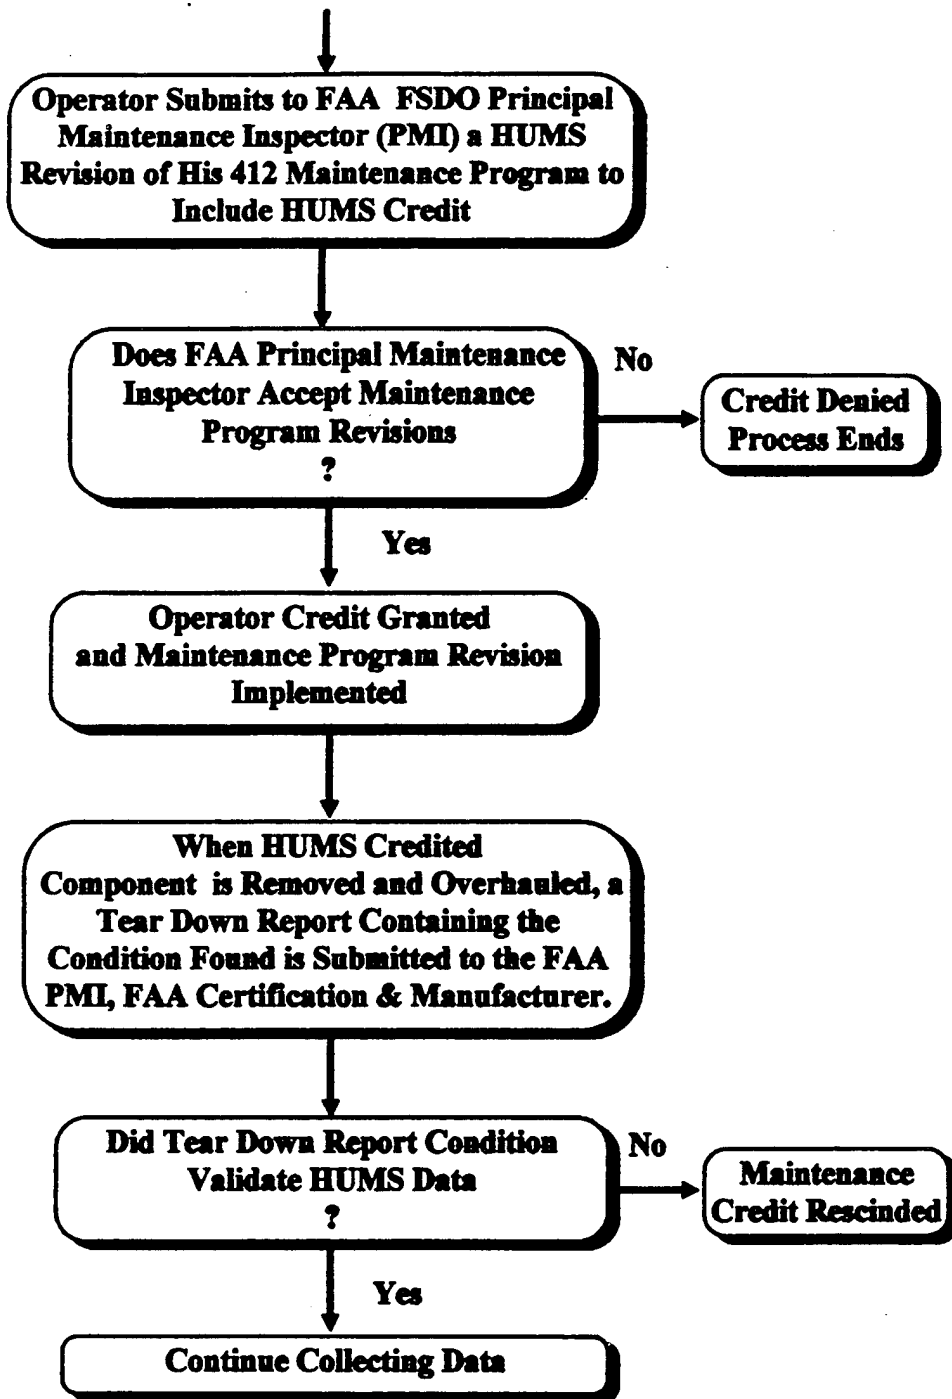 Operator Submits to FAA FSDO Principal
Maintenance Inspector (PMI) a HUMS
Revision of His 412 Maintenance Program to
Include HUMS Credit
Does FAA Principal Maintenance
Inspector Accept Maintenance
Program Revisions
?
No
Credit Denied
Process Ends
Yes
Operator Credit Granted
and Maintenance Program Revision
Implemented
When HUMS Credited
Component is Removed and Overhauled, a
Tear Down Report Containing the
Condition Found is Submitted to the FAA
PMI, FAA Certification & Manufacturer.
Did Tear Down Report Condition
Validate HUMS Data
?
No
Maintenance
Credit Rescinded
Yes
Continue Collecting Data